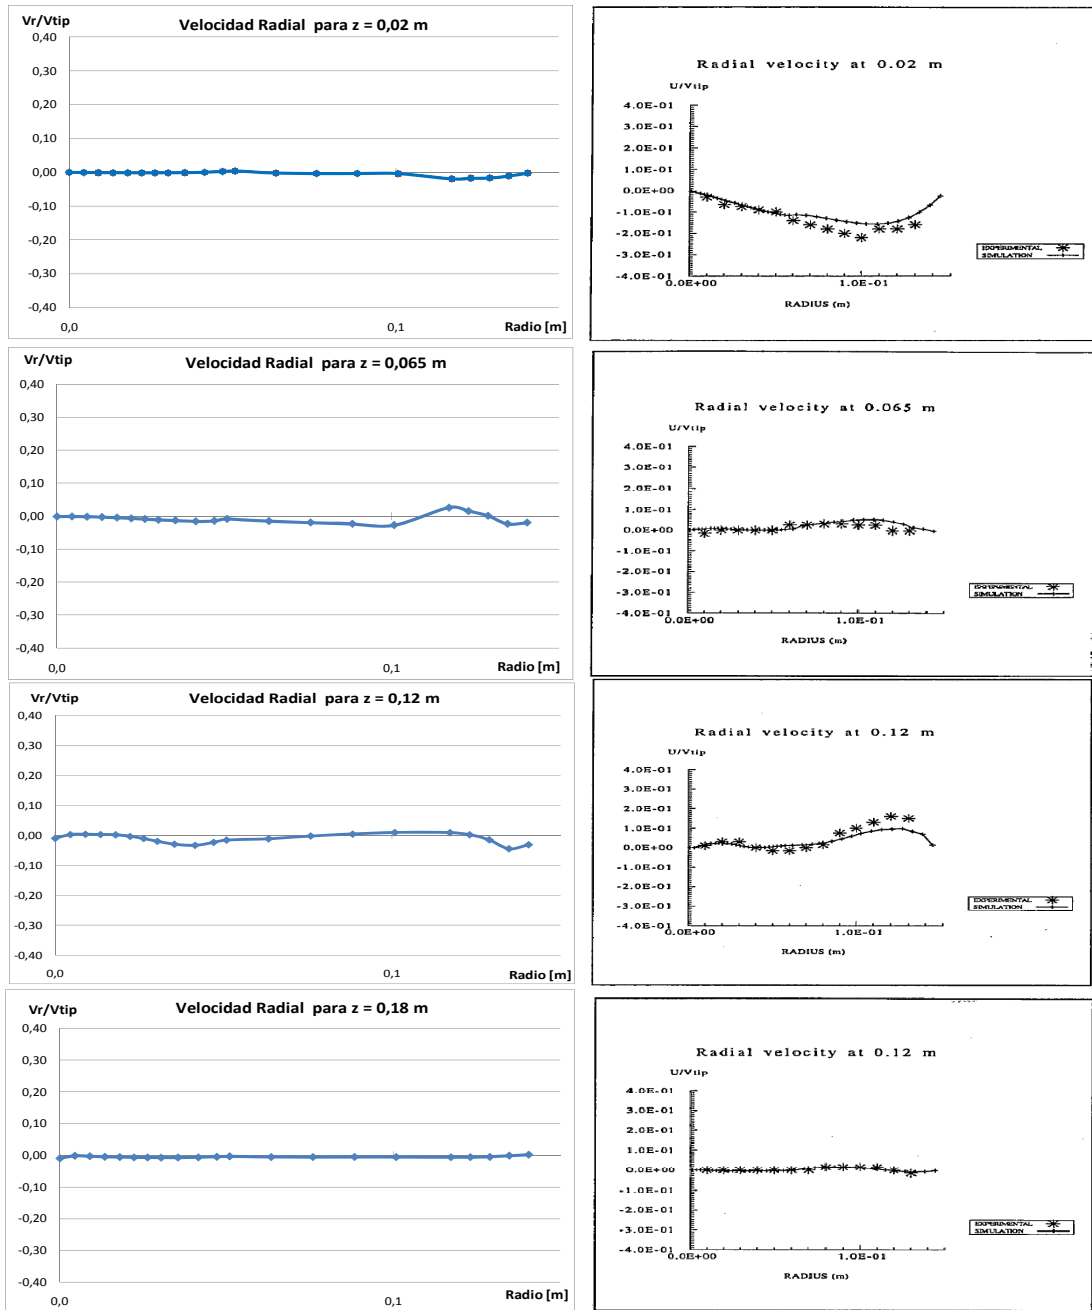 Vr/Vtip
Velocidad Radial para z = 0,02 m
0,40
0,30
0,20
0,10
0,00
-0,10
-0,20
-0,30
-0,40
0,0
0,1
Radio [m]
Radial velocity at 0.02 m
U/Vtip
4.0E-01
3.0E-01
2.0E-01
1.0E-01
0.0E+00
-1.0E-01
-2.0E-01
-3.0E-01
-4.0E-01
0.0E+00
1.0E-01
RADIUS (m)
EXPERIMENTAL
SIMULATION
Vr/Vtip
Velocidad Radial para z = 0,065 m
0,40
0,30
0,20
0,10
0,00
-0,10
-0,20
-0,30
-0,40
0,0
0,1
Radio [m]
Radial velocity at 0.065 m
U/Vtip
4.0E-01
3.0E-01
2.0E-01
1.0E-01
0.0E+00
-1.0E-01
-2.0E-01
-3.0E-01
-4.0E-01
0.0E+00
1.0E-01
RADIUS (m)
EXPERIMENTAL
SIMULATION
Vr/Vtip
Velocidad Radial para z = 0,12 m
0,40
0,30
0,20
0,10
0,00
-0,10
-0,20
-0,30
-0,40
0,0
0,1
Radio [m]
Radial velocity at 0.12 m
U/Vtip
4.0E-01
3.0E-01
2.0E-01
1.0E-01
0.0E+00
-1.0E-01
-2.0E-01
-3.0E-01
-4.0E-01
0.0E+00
1.0E-01
RADIUS (m)
EXPERIMENTAL
SIMULATION
Vr/Vtip
Velocidad Radial para z = 0,18 m
0,40
0,30
0,20
0,10
0,00
-0,10
-0,20
-0,30
-0,40
0,0
0,1
Radio [m]
Radial velocity at 0.12 m
U/Vtip
4.0E-01
3.0E-01
2.0E-01
1.0E-01
0.0E+00
-1.0E-01
-2.0E-01
-3.0E-01
-4.0E-01
0.0E+00
1.0E-01
RADIUS (m)
EXPERIMENTAL
SIMULATION